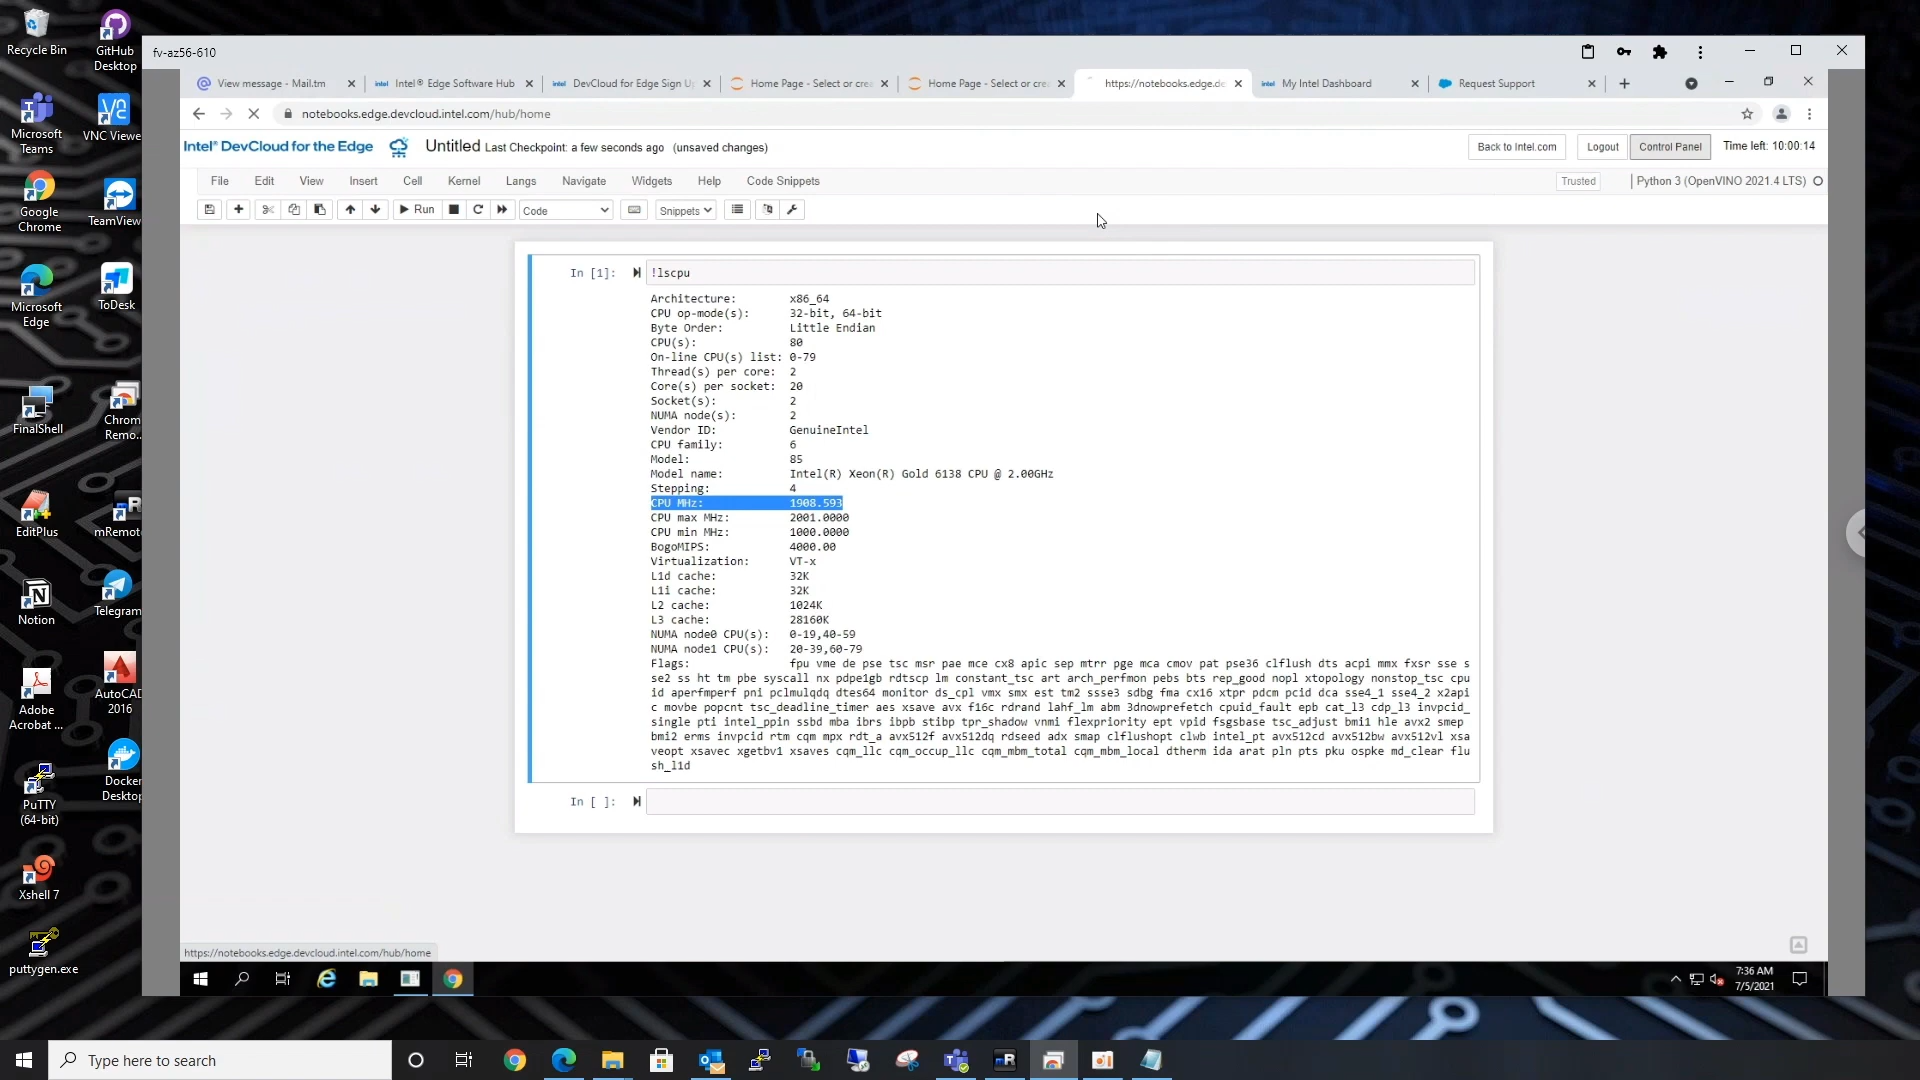 Recycle Bin
GitHub Desktop
Microsoft Teams
VNC Viewe
Google Chrome
TeamView
Microsoft Edge
ToDesk
FinalShell
Chrom Remo...
EditPlus
mRemot
Notion
Telegram
Adobe Acrobat ...
AutoCAD 2016
PuTTY (64-bit)
Docker Desktop
Xshell 7
puttygen.exe
fv-az56-610
View message - Mail.tm
intel
Intel® Edge Software Hub
intel
DevCloud for Edge Sign U
Home Page - Select or crea
Home Page - Select or crea
https://notebooks.edge.de
intel
My Intel Dashboard
Request Support
notebooks.edge.devcloud.intel.com/hub/home
Intel® DevCloud for the Edge
Untitled Last Checkpoint: a few seconds ago (unsaved changes)
Back to Intel.com
Logout
Control Panel
Time left: 10:00:14
File Edit View Insert Cell Kernel Langs Navigate Widgets Help Code Snippets
Trusted
Python 3 (OpenVINO 2021.4 LTS)
Run
Code
Snippets
In [1]: !lscpu
Architecture: x86_64
CPU op-mode(s): 32-bit, 64-bit
Byte Order: Little Endian
CPU(s): 80
On-line CPU(s) list: 0-79
Thread(s) per core: 2
Core(s) per socket: 20
Socket(s): 2
NUMA node(s): 2
Vendor ID: GenuineIntel
CPU family: 6
Model: 85
Model name: Intel(R) Xeon(R) Gold 6138 CPU @ 2.00GHz
Stepping: 4
CPU MHz: 1908.593
CPU max MHz: 2001.0000
CPU min MHz: 1000.0000
BogoMIPS: 4000.00
Virtualization: VT-x
L1d cache: 32K
L1i cache: 32K
L2 cache: 1024K
L3 cache: 28160K
NUMA node0 CPU(s): 0-19,40-59
NUMA node1 CPU(s): 20-39,60-79
Flags: fpu vme de pse tsc msr pae mce cx8 apic sep mtrr pge mca cmov pat pse36 clflush dts acpi mmx fxsr sse s
se2 ss ht tm pbe syscall nx pdpe1gb rdtscp lm constant_tsc art arch_perfmon pebs bts rep_good nopl xtopology nonstop_tsc cpu
id aperfmperf pni pclmulqdq dtes64 monitor ds_cpl vmx smx est tm2 ssse3 sdbg fma cx16 xtpr pdcm pcid dca sse4_1 sse4_2 x2api
c movbe popcnt tsc_deadline_timer aes xsave avx f16c rdrand lahf_lm abm 3dnowprefetch cpuid_fault epb cat_l3 cdp_l3 invpcid_
single pti intel_ppin ssbd mba ibrs ibpb stibp tpr_shadow vnmi flexpriority ept vpid fsgsbase tsc_adjust bmi1 hle avx2 smep
bmi2 erms invpcid rtm cqm mpx rdt_a avx512f avx512dq rdseed adx smap clflushopt clwb intel_pt avx512cd avx512bw avx512vl xsa
veopt xsavec xgetbv1 xsaves cqm_llc cqm_occup_llc cqm_mbm_total cqm_mbm_local dtherm ida arat pln pts pku ospke md_clear flu
sh_l1d
In [ ]:
https://notebooks.edge.devcloud.intel.com/hub/home
7:36 AM
7/5/2021
Type here to search